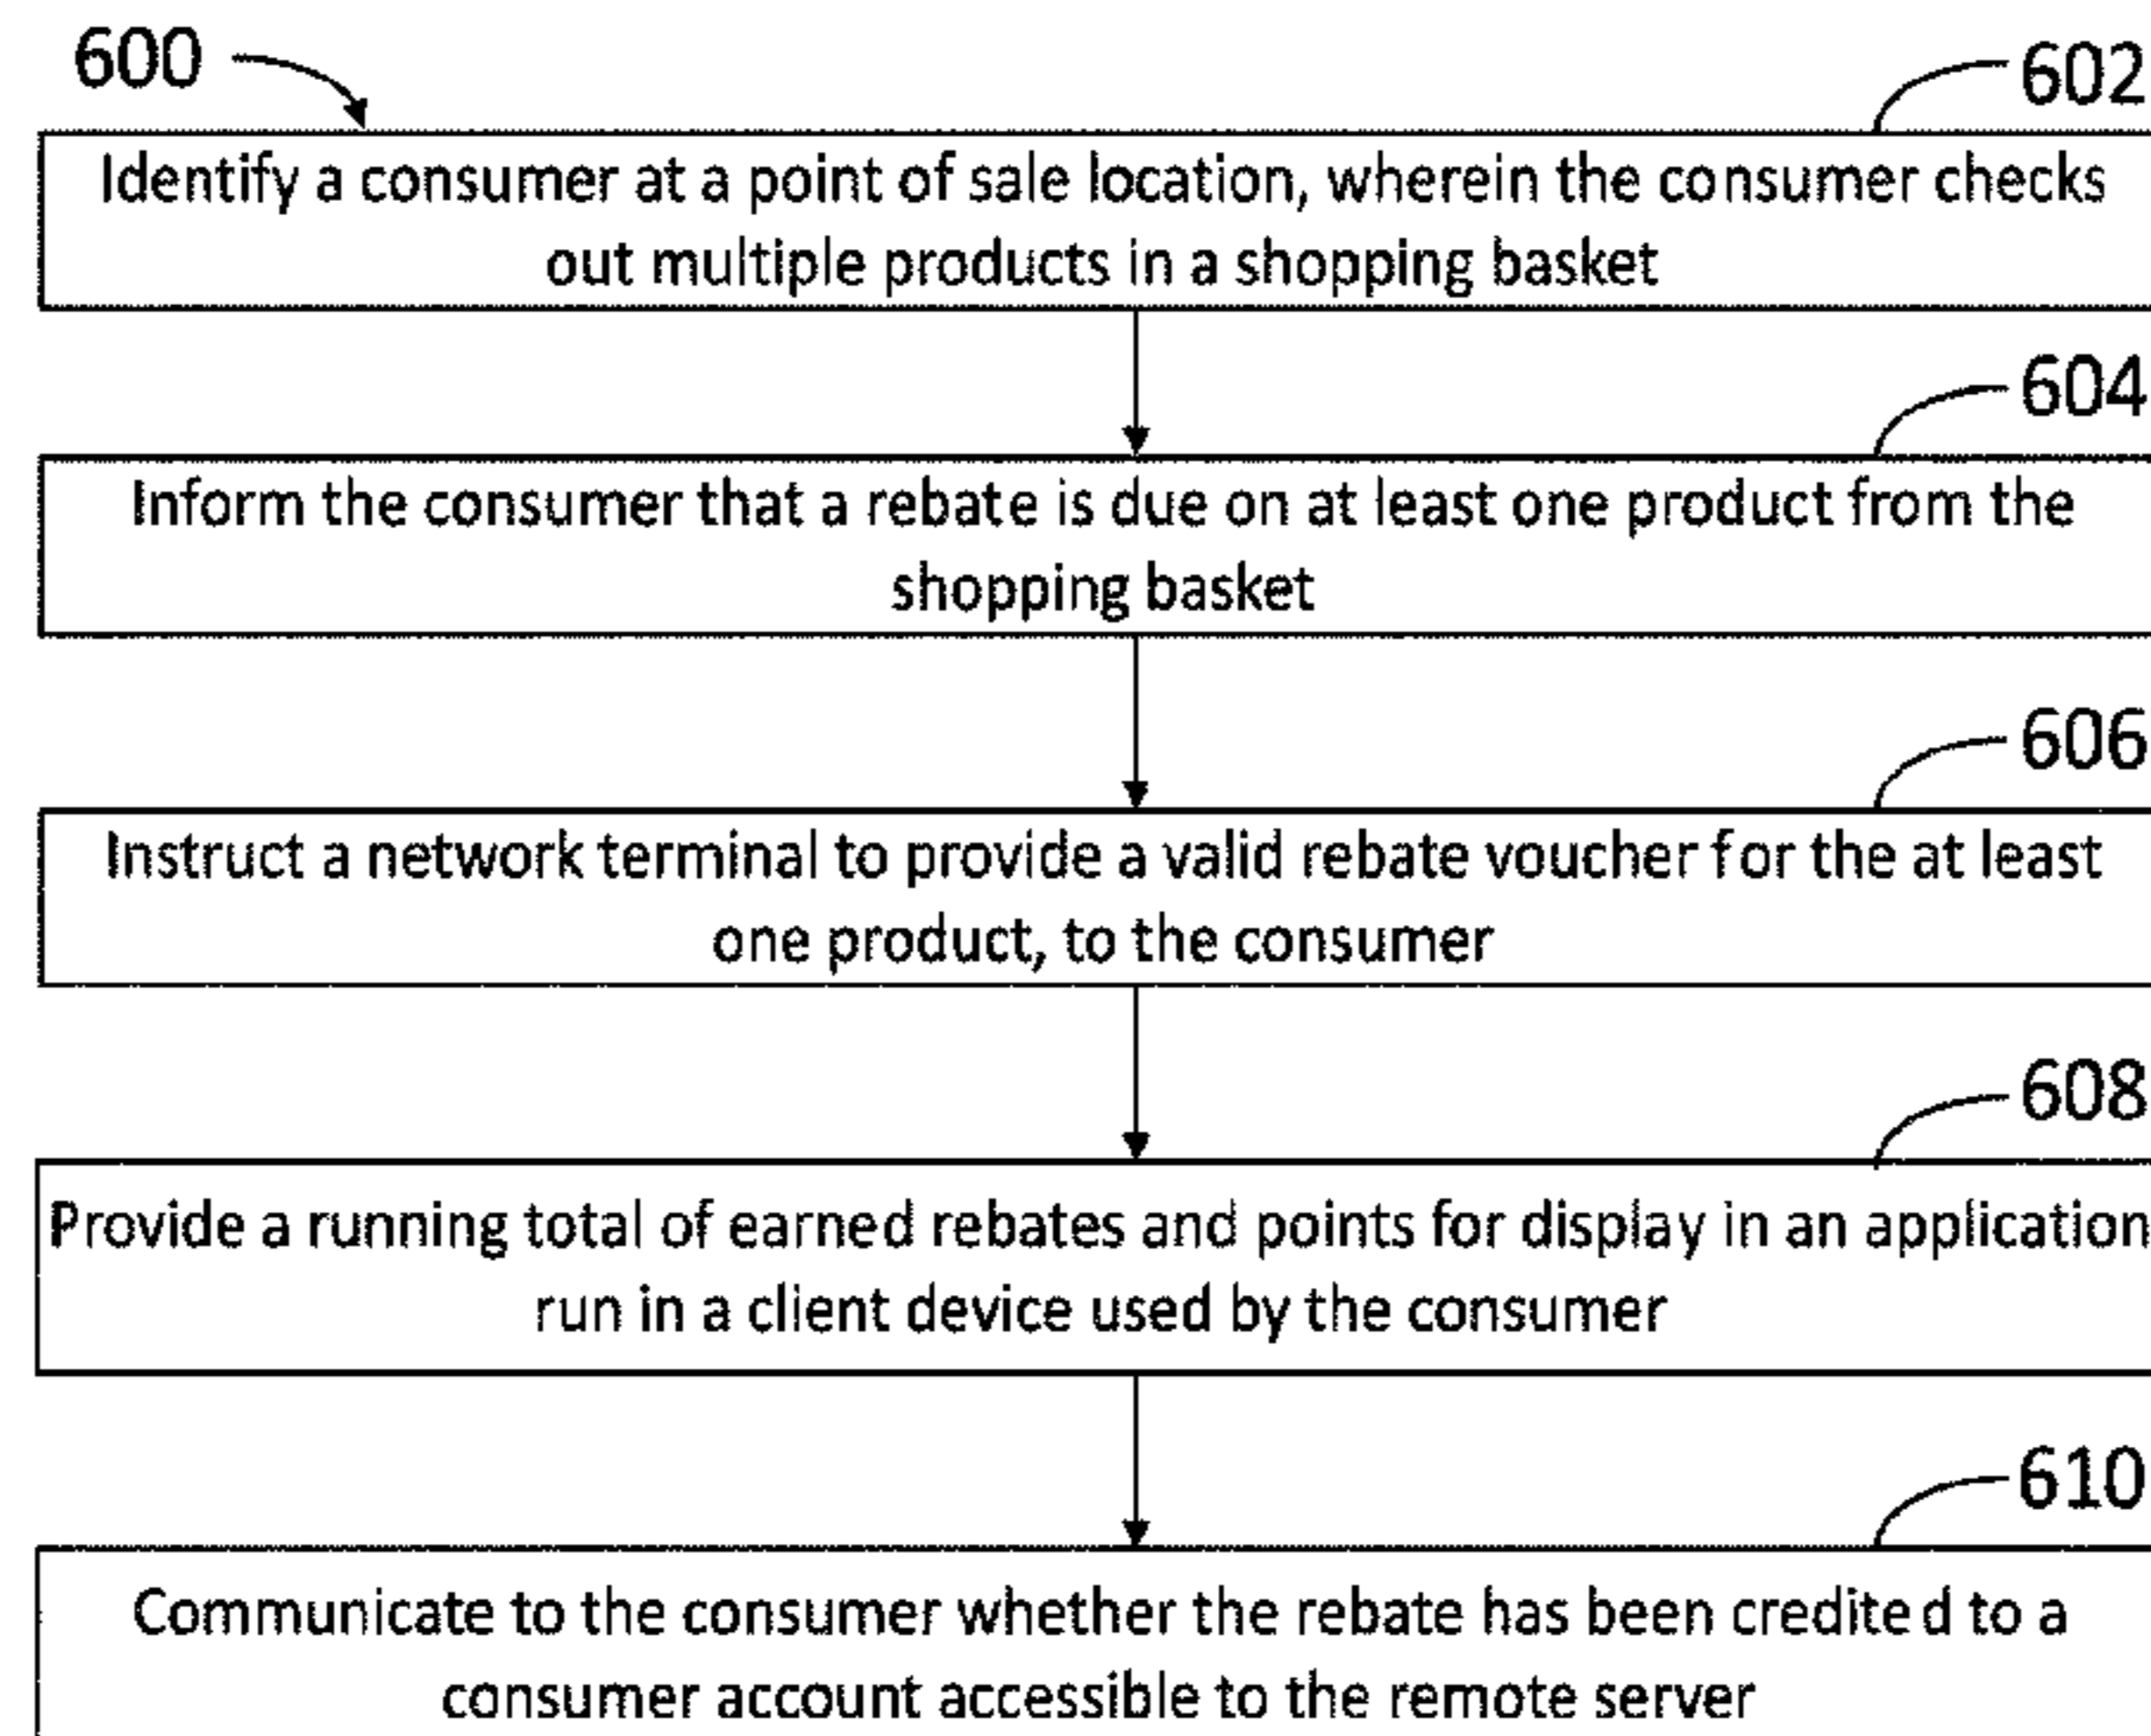 600
602
Identify a consumer at a point of sale location, wherein the consumer checks
out multiple products in a shopping basket
604
Inform the consumer that a rebate is due on at least one product from the
shopping basket
606
Instruct a network terminal to provide a valid rebate voucher for the at least
one product, to the consumer
608
Provide a running total of earned rebates and points for display in an application
run in a client device used by the consumer
610
Communicate to the consumer whether the rebate has been credited to a
consumer account accessible to the remote server